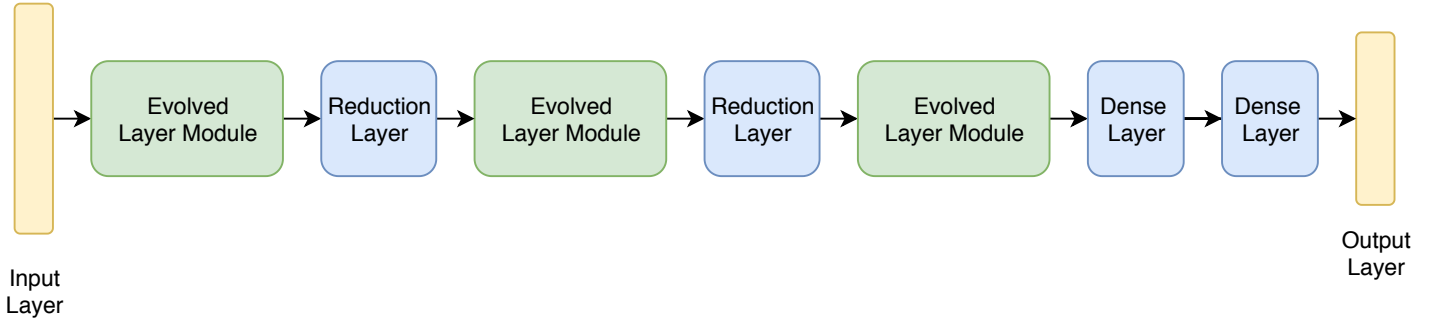 Input
Layer
Evolved
Layer Module
Reduction
Layer
Evolved
Layer Module
Reduction
Layer
Evolved
Layer Module
Dense
Layer
Dense
Layer
Output
Layer